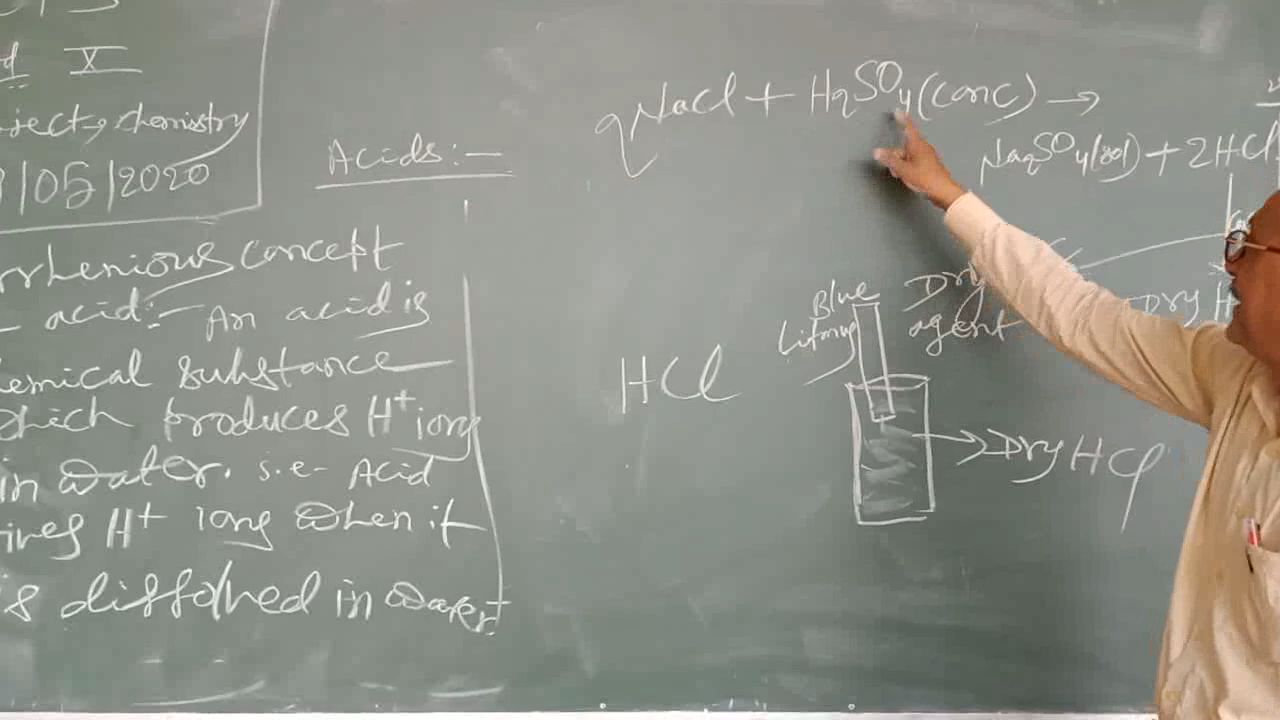 X
ject → chemistry
/05/2020
Acids:-
rrhenious concept
acid:- An acid is
emical substance
hich produces H+ ions
in water. i.e- Acid
ives H+ ions when it
is dissolved in water
2NaCl + H2SO4(conc) →
Na2SO4(sol) + 2HCl
Dry
agent
Dry H
Blue
Litmus
HCl
→ Dry HCl